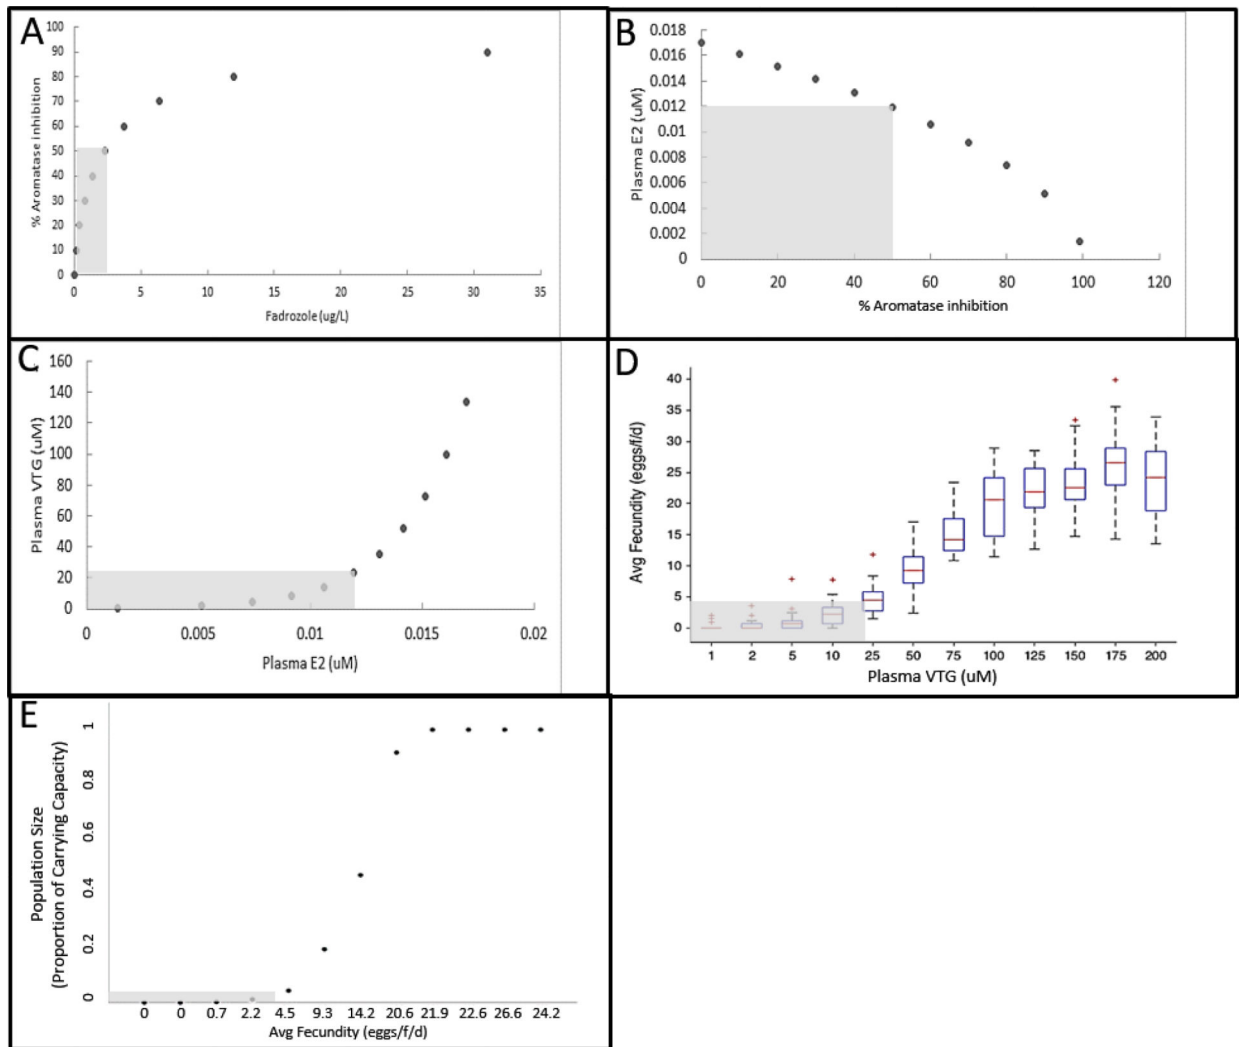 A
100
90
80
70
60
50
40
30
20
10
0
% Aromatase inhibition
0 5 10 15 20 25 30 35
Fadrozole (ug/L)
B
0.018
0.016
0.014
0.012
0.01
0.008
0.006
0.004
0.002
0
Plasma E2 (uM)
0 20 40 60 80 100 120
% Aromatase inhibition
C
160
140
120
100
80
60
40
20
0
Plasma VTG (uM)
0 0.005 0.01 0.015 0.02
Plasma E2 (uM)
D
40
35
30
25
20
15
10
5
0
Avg Fecundity (eggs/f/d)
1 2 5 10 25 50 75 100 125 150 175 200
Plasma VTG (uM)
E
1
0.8
0.6
0.4
0.2
0
Population Size
(Proportion of Carrying Capacity)
0 0 0.7 2.2 4.5 9.3 14.2 20.6 21.9 22.6 26.6 24.2
Avg Fecundity (eggs/f/d)